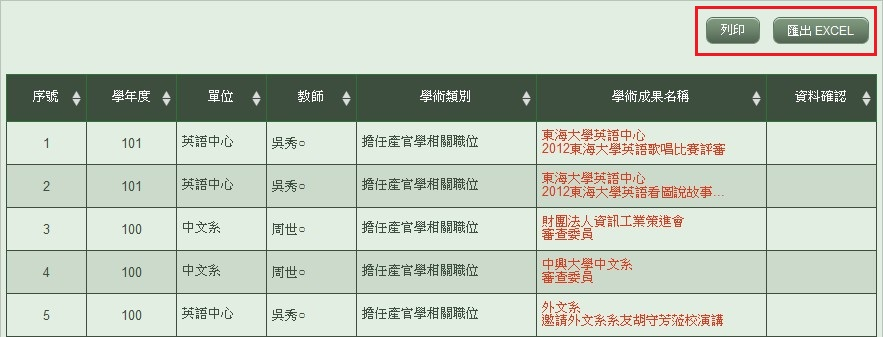 列印 匯出 EXCEL
序號 學年度 單位 教師 學術類別 學術成果名稱 資料確認
1 101 英語中心 吳秀○ 擔任產官學相關職位 東海大學英語中心
2012東海大學英語歌唱比賽評審
2 101 英語中心 吳秀○ 擔任產官學相關職位 東海大學英語中心
2012東海大學英語看圖說故事...
3 100 中文系 周世○ 擔任產官學相關職位 財團法人資訊工業策進會
審查委員
4 100 中文系 周世○ 擔任產官學相關職位 中興大學中文系
審查委員
5 100 英語中心 吳秀○ 擔任產官學相關職位 外文系
邀請外文系系友胡守芳蒞校演講